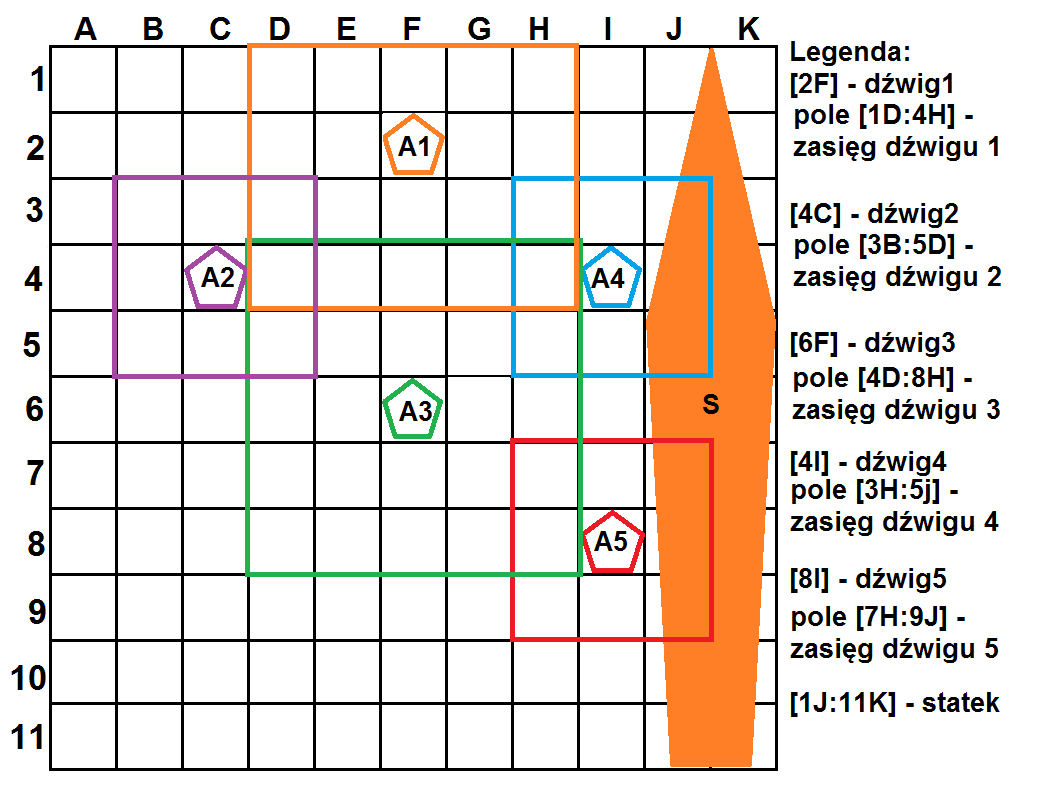 A B C D E F G H I J K
1
2
3
4
5
6
7
8
9
10
11
A1
A2
A4
A3
S
A5
Legenda:
[2F] - dźwig1
pole [1D:4H] -
zasięg dźwigu 1
[4C] - dźwig2
pole [3B:5D] -
zasięg dźwigu 2
[6F] - dźwig3
pole [4D:8H] -
zasięg dźwigu 3
[4I] - dźwig4
pole [3H:5j] -
zasięg dźwigu 4
[8I] - dźwig5
pole [7H:9J] -
zasięg dźwigu 5
[1J:11K] - statek